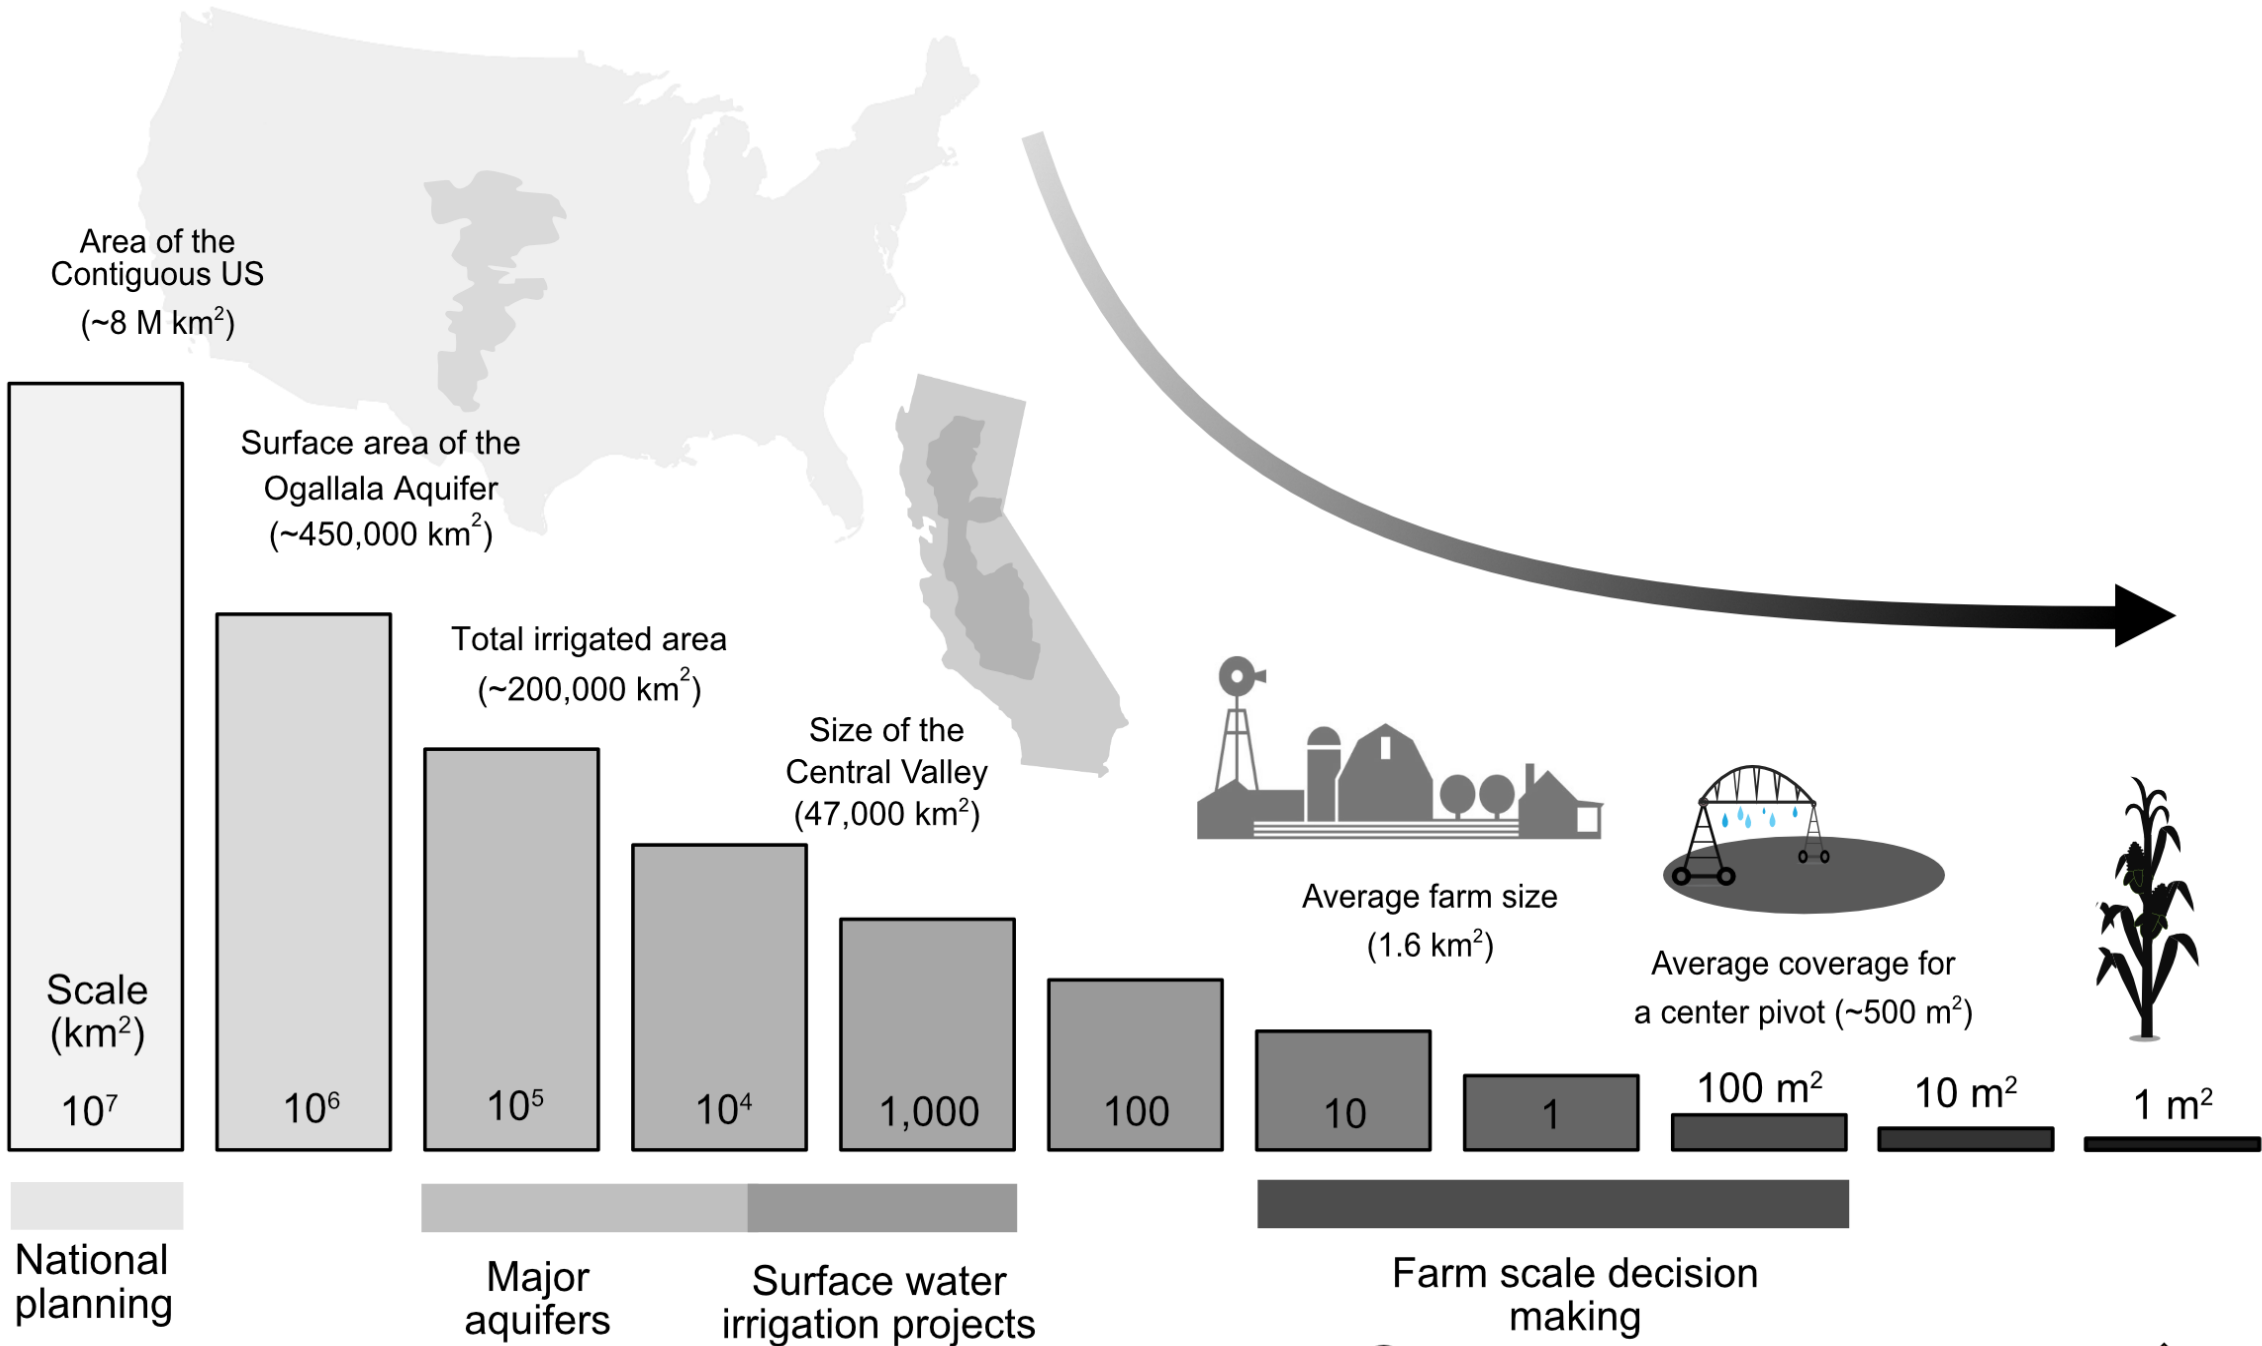 Area of the
Contiguous US
(~8 M km²)
Surface area of the
Ogallala Aquifer
(~450,000 km²)
Total irrigated area
(~200,000 km²)
Size of the
Central Valley
(47,000 km²)
Average farm size
(1.6 km²)
Average coverage for
a center pivot (~500 m²)
Scale
(km²)
10⁷
10⁶
10⁵
10⁴
1,000
100
10
1
100 m²
10 m²
1 m²
National
planning
Major
aquifers
Surface water
irrigation projects
Farm scale decision
making